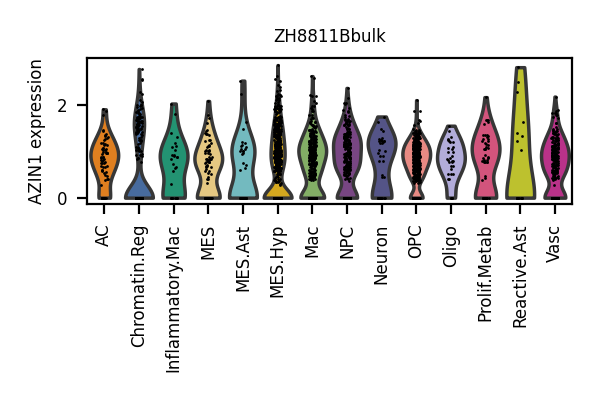 ZH8811Bbulk
AZIN1 expression
2
0
AC
Chromatin.Reg
Inflammatory.Mac
MES
MES.Ast
MES.Hyp
Mac
NPC
Neuron
OPC
Oligo
Prolif.Metab
Reactive.Ast
Vasc